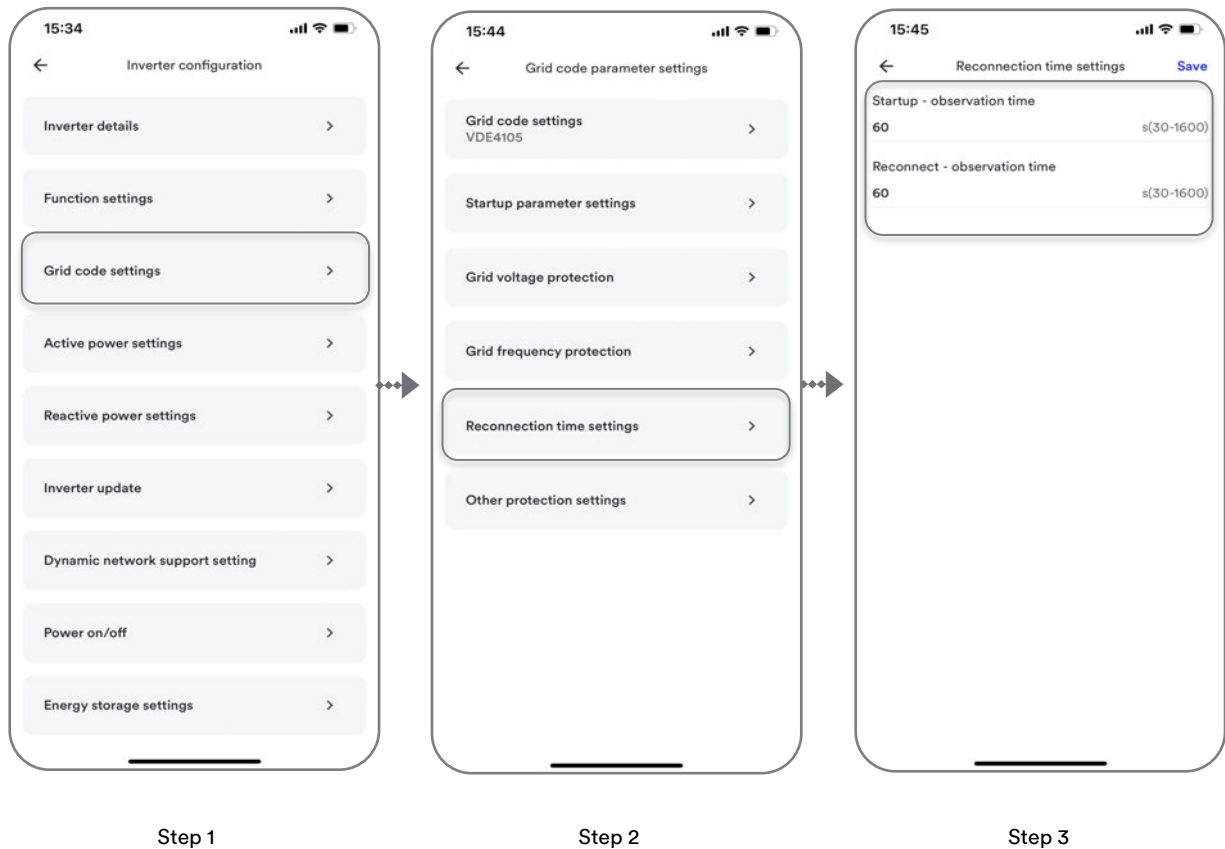 15:34
Inverter configuration
Inverter details
Function settings
Grid code settings
Active power settings
Reactive power settings
Inverter update
Dynamic network support setting
Power on/off
Energy storage settings
Step 1
15:44
Grid code parameter settings
Grid code settings
VDE4105
Startup parameter settings
Grid voltage protection
Grid frequency protection
Reconnection time settings
Other protection settings
Step 2
15:45
Reconnection time settings Save
Startup - observation time
60 s(30-1600)
Reconnect - observation time
60 s(30-1600)
Step 3